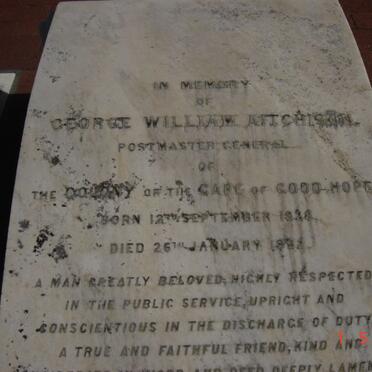 IN MEMORY
OF
GEORGE WILLIAM AITCHISON.
POSTMASTER GENERAL
OF
THE COLONY OF THE CAPE OF GOOD HOPE
BORN 12TH SEPTEMBER
DIED 26TH JANUARY
A MAN GREATLY BELOVED, HIGHLY RESPECTED
IN THE PUBLIC SERVICE, UPRIGHT AND
CONSCIENTIOUS IN THE DISCHARGE OF DUTY
A TRUE AND FAITHFUL FRIEND, KIND AND
AND DEEPLY